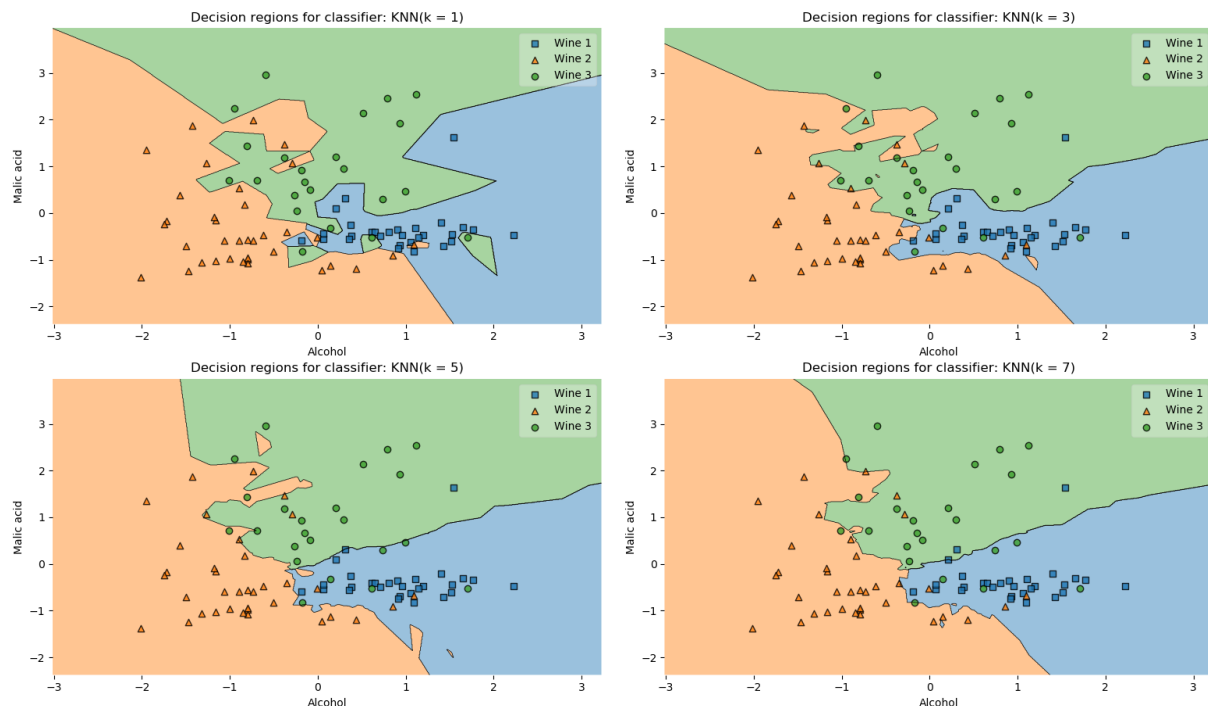 Decision regions for classifier: KNN(k = 1)
Wine 1
Wine 2
Wine 3
3
2
1
0
−1
−2
Malic acid
−3
−2
−1
0
1
2
3
Alcohol
Decision regions for classifier: KNN(k = 3)
Wine 1
Wine 2
Wine 3
3
2
1
0
−1
−2
Malic acid
−3
−2
−1
0
1
2
3
Alcohol
Decision regions for classifier: KNN(k = 5)
Wine 1
Wine 2
Wine 3
3
2
1
0
−1
−2
Malic acid
−3
−2
−1
0
1
2
3
Alcohol
Decision regions for classifier: KNN(k = 7)
Wine 1
Wine 2
Wine 3
3
2
1
0
−1
−2
Malic acid
−3
−2
−1
0
1
2
3
Alcohol